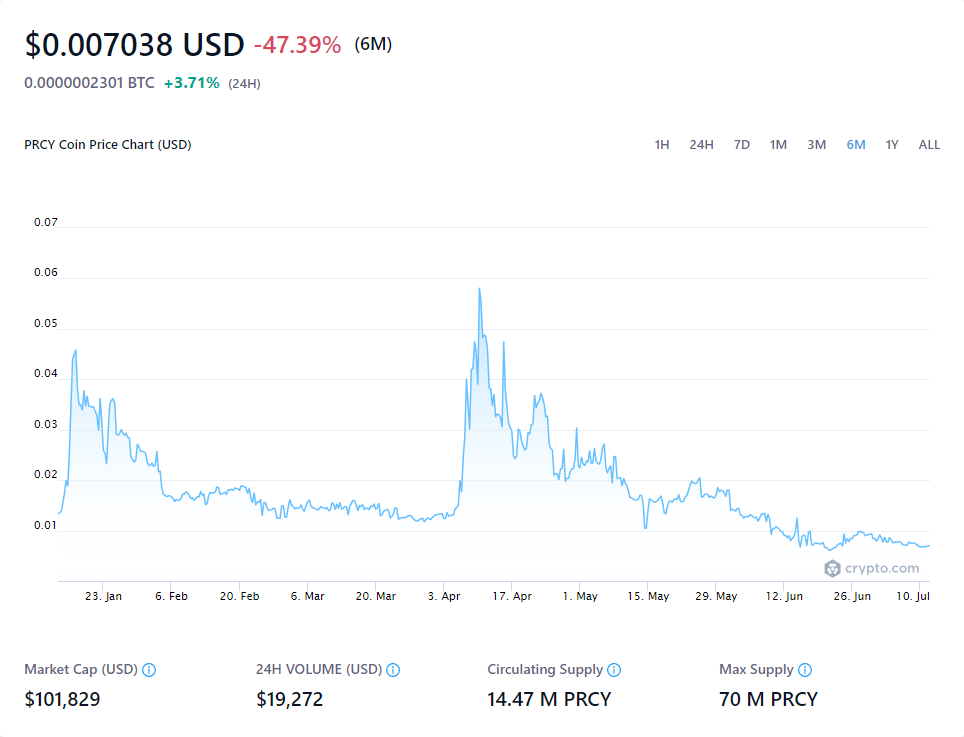 $0.007038 USD -47.39% (6M)
0.0000002301 BTC +3.71% (24H)
PRCY Coin Price Chart (USD) 1H 24H 7D 1M 3M 6M 1Y ALL
0.07
0.06
0.05
0.04
0.03
0.02
0.01
crypto.com
23. Jan 6. Feb 20. Feb 6. Mar 20. Mar 3. Apr 17. Apr 1. May 15. May 29. May 12. Jun 26. Jun 10. Jul
Market Cap (USD) 24H VOLUME (USD) Circulating Supply Max Supply
$101,829 $19,272 14.47 M PRCY 70 M PRCY